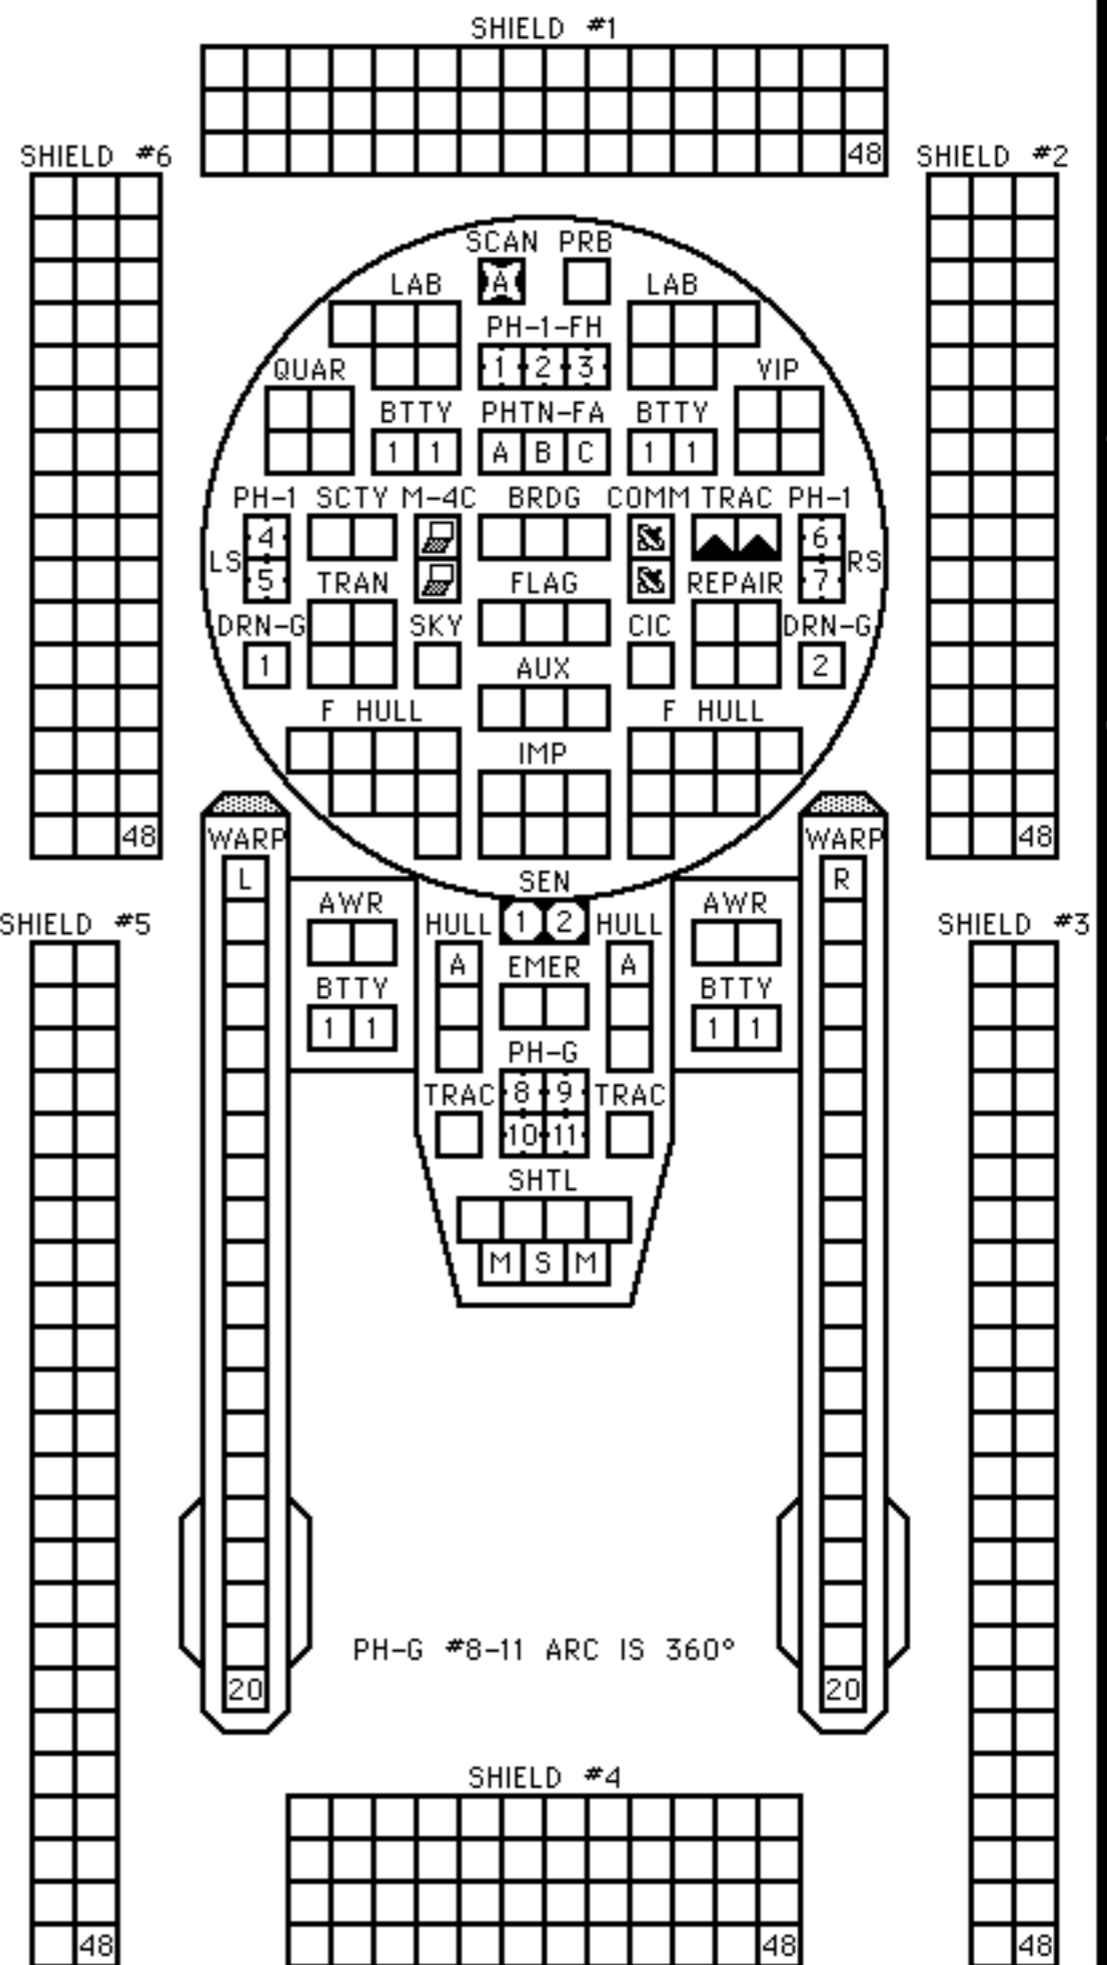 SHIELD #1
48
SHIELD #6
SHIELD #2
SCAN PRB
A
LAB
LAB
PH-1-FH
1 2 3
QUAR
VIP
BTTY PHTN-FA BTTY
1 1 A B C 1 1
PH-1 SCTY M-4C BRDG COMM TRAC PH-1
4 6
LS RS
5 7
TRAN FLAG REPAIR
DRN-G SKY CIC DRN-G
1 2
AUX
F HULL F HULL
IMP
48 48
WARP WARP
L R
SEN
AWR AWR
SHIELD #5 HULL 1 2 HULL SHIELD #3
A EMER A
BTTY BTTY
1 1 1 1
PH-G
TRAC 8 9 TRAC
10 11
SHTL
M S M
PH-G #8-11 ARC IS 360°
20 20
SHIELD #4
48 48 48